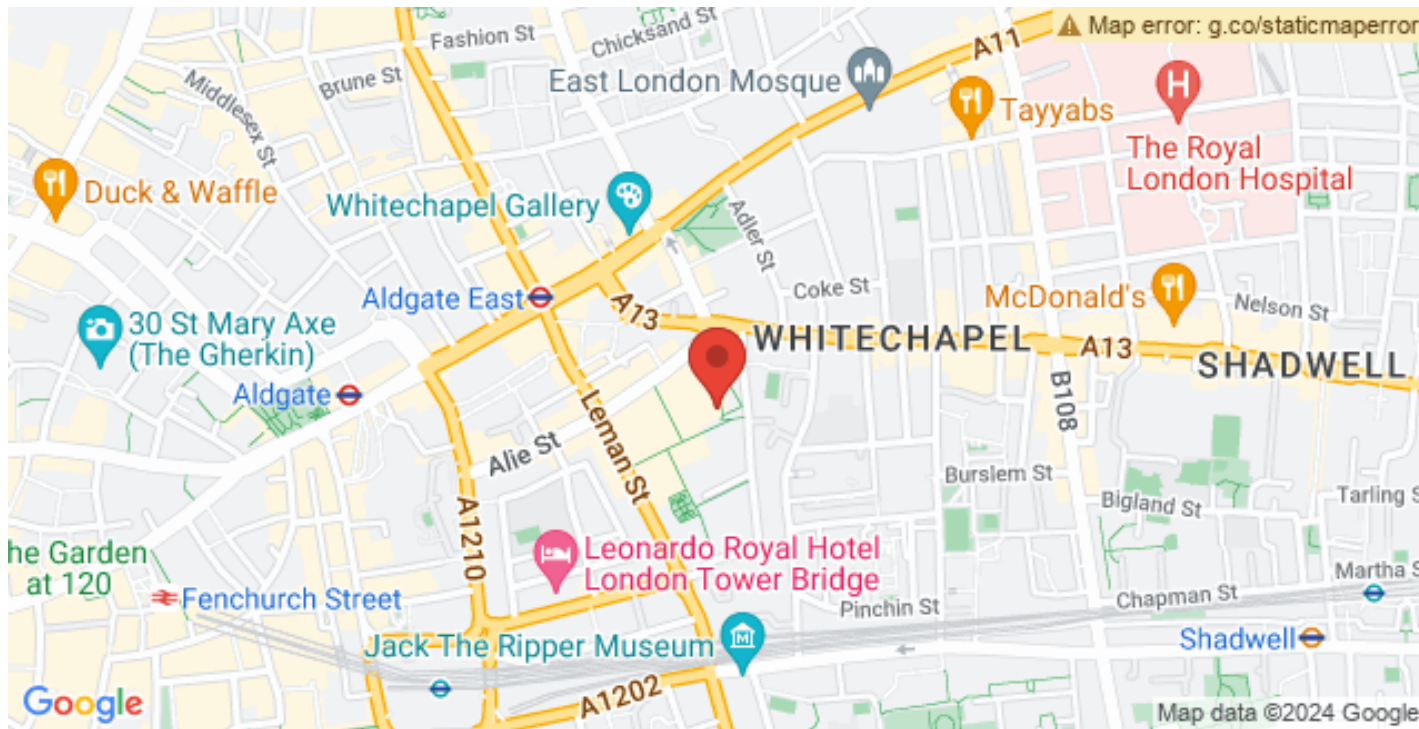 Fashion St
Chicksand St
A11
Map error: g.co/staticmaperror
Brune St
Middlesex St
East London Mosque
H
Tayyabs
The Royal
London Hospital
Duck & Waffle
Whitechapel Gallery
Adler St
Aldgate East
Coke St
McDonald's
Nelson St
A13
WHITECHAPEL
A13
SHADWELL
30 St Mary Axe
(The Gherkin)
Aldgate
B108
Leman St
Alie St
Burslem St
Bigland St
Tarling S
A1210
he Garden
at 120
Leonardo Royal Hotel
London Tower Bridge
Martha S
Fenchurch Street
Pinchin St
Chapman St
Jack The Ripper Museum
M
Shadwell
A1202
Google
Map data ©2024 Google